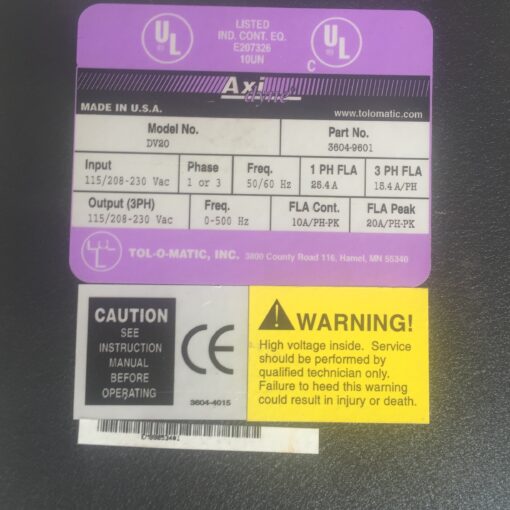 UL
LISTED
IND. CONT. EQ.
E207326
10UN
C UL
Axi
dyne
MADE IN U.S.A.
www.tolomatic.com
Model No.
DV20
Part No.
3604-9601
Input
115/208-230 Vac
Phase
1 or 3
Freq.
50/60 Hz
1 PH FLA
26.4 A
3 PH FLA
15.4 A/PH
Output (3PH)
115/208-230 Vac
Freq.
0-500 Hz
FLA Cont.
10A/PH-PK
FLA Peak
20A/PH-PK
TOL-O-MATIC, INC. 3800 County Road 116, Hamel, MN 55340
CAUTION
SEE
INSTRUCTION
MANUAL
BEFORE
OPERATING
CE
3604-4015
WARNING!
High voltage inside. Service
should be performed by
qualified technician only.
Failure to heed this warning
could result in injury or death.